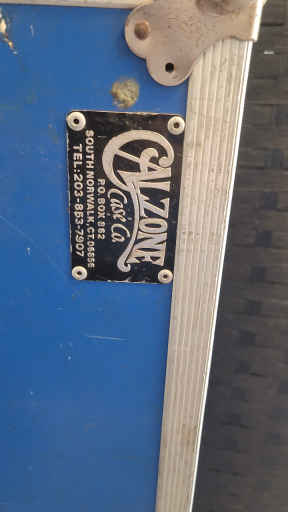 CALZONE
Case Co.
P.O. BOX 862
SOUTH NORWALK, CT. 06856
TEL: 203-853-7907